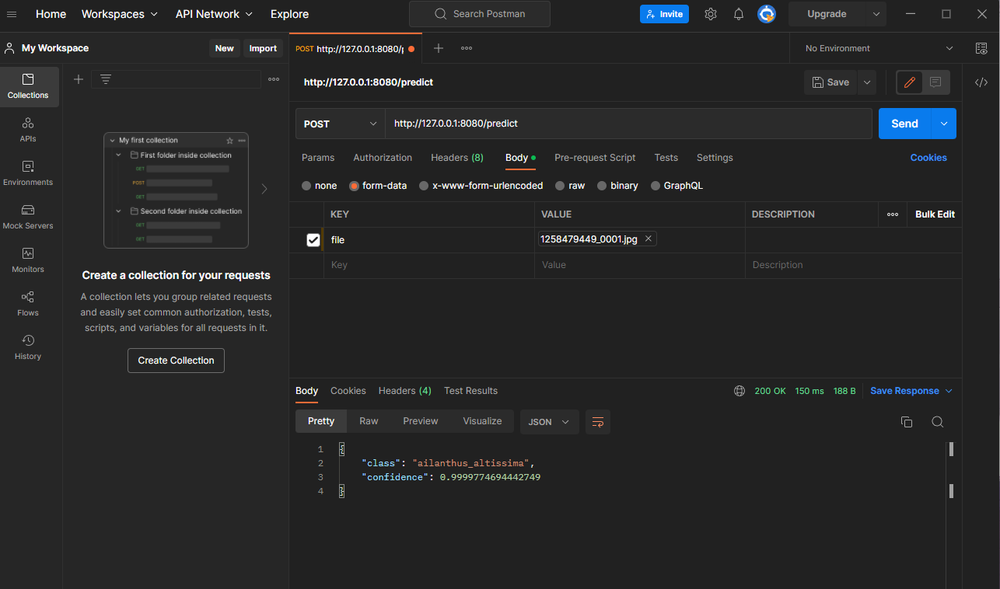 Home Workspaces API Network Explore Search Postman Invite Upgrade
My Workspace New Import POST http://127.0.0.1:8080/p No Environment
Collections
APIs
Environments
Mock Servers
Monitors
Flows
History
My first collection
First folder inside collection
GET
POST
GET
Second folder inside collection
GET
GET
Create a collection for your requests
A collection lets you group related requests
and easily set common authorization, tests,
scripts, and variables for all requests in it.
Create Collection
http://127.0.0.1:8080/predict Save </>
POST http://127.0.0.1:8080/predict Send
Params Authorization Headers (8) Body Pre-request Script Tests Settings Cookies
none form-data x-www-form-urlencoded raw binary GraphQL
KEY VALUE DESCRIPTION Bulk Edit
file 1258479449_0001.jpg
Key Value Description
Body Cookies Headers (4) Test Results 200 OK 150 ms 188 B Save Response
Pretty Raw Preview Visualize JSON
1 {
2 "class": "ailanthus_altissima",
3 "confidence": 0.9999774694442749
4 }